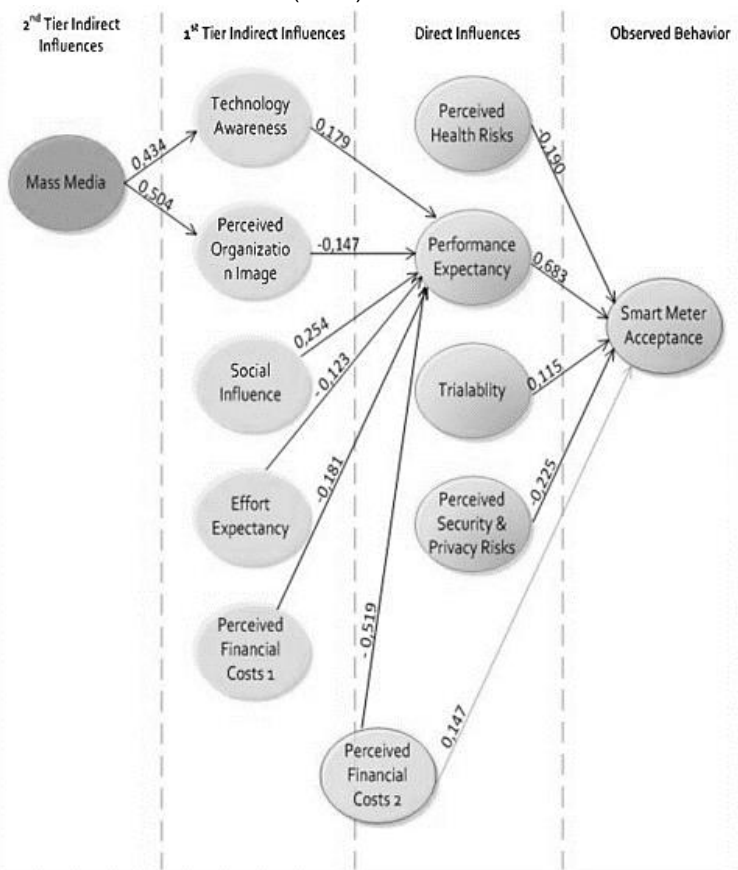 2nd Tier Indirect
Influences
1st Tier Indirect Influences
Direct Influences
Observed Behavior
Mass Media
0,434
0,504
Technology
Awareness
0,179
Perceived
Organizatio
n Image
-0,147
Social
Influence
0,254
Effort
Expectancy
-0,123
Perceived
Financial
Costs 1
-0,181
Perceived
Health Risks
-0,190
Performance
Expectancy
0,683
Trialablity
0,115
Perceived
Security &
Privacy Risks
-0,225
Perceived
Financial
Costs 2
-0,519
0,147
Smart Meter
Acceptance